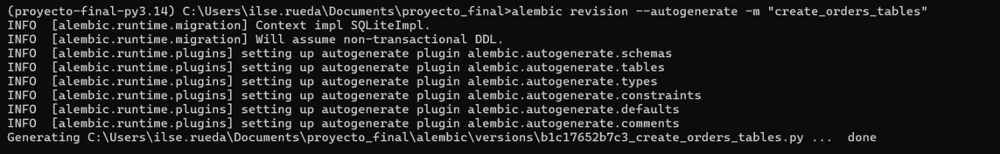 (proyecto-final-py3.14) C:\Users\ilse.rueda\Documents\proyecto_final>alembic revision --autogenerate -m "create_orders_tables"
INFO  [alembic.runtime.migration] Context impl SQLiteImpl.
INFO  [alembic.runtime.migration] Will assume non-transactional DDL.
INFO  [alembic.runtime.plugins] setting up autogenerate plugin alembic.autogenerate.schemas
INFO  [alembic.runtime.plugins] setting up autogenerate plugin alembic.autogenerate.tables
INFO  [alembic.runtime.plugins] setting up autogenerate plugin alembic.autogenerate.types
INFO  [alembic.runtime.plugins] setting up autogenerate plugin alembic.autogenerate.constraints
INFO  [alembic.runtime.plugins] setting up autogenerate plugin alembic.autogenerate.defaults
INFO  [alembic.runtime.plugins] setting up autogenerate plugin alembic.autogenerate.comments
Generating C:\Users\ilse.rueda\Documents\proyecto_final\alembic\versions\b1c17652b7c3_create_orders_tables.py ...  done